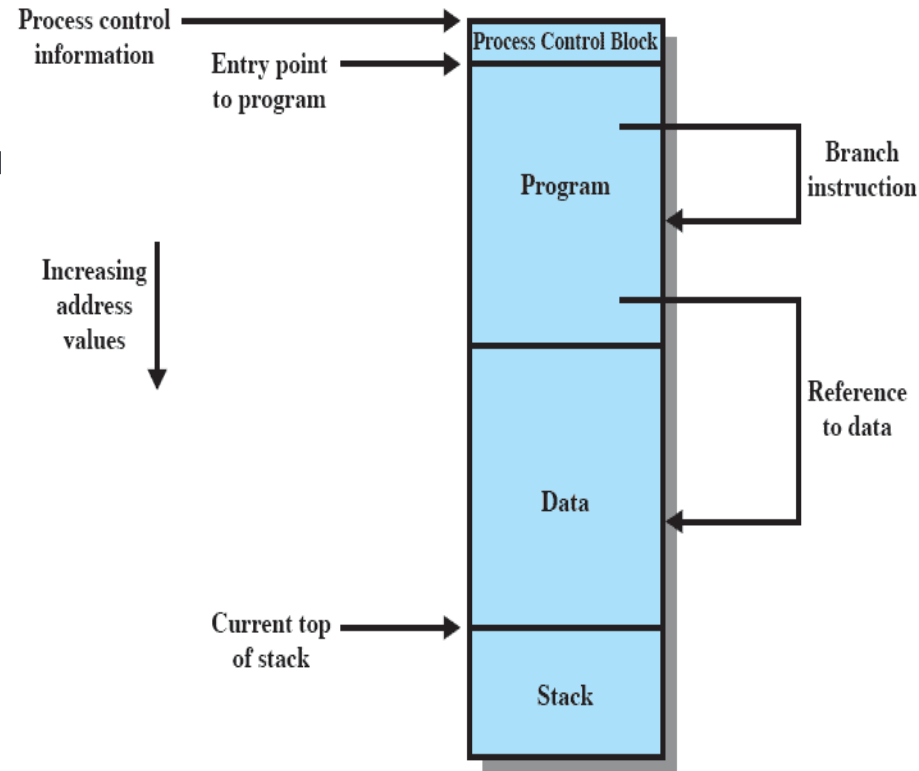 Process control
information
Process Control Block
Entry point
to program
Branch
instruction
Program
Increasing
address
values
Reference
to data
Data
Current top
of stack
Stack